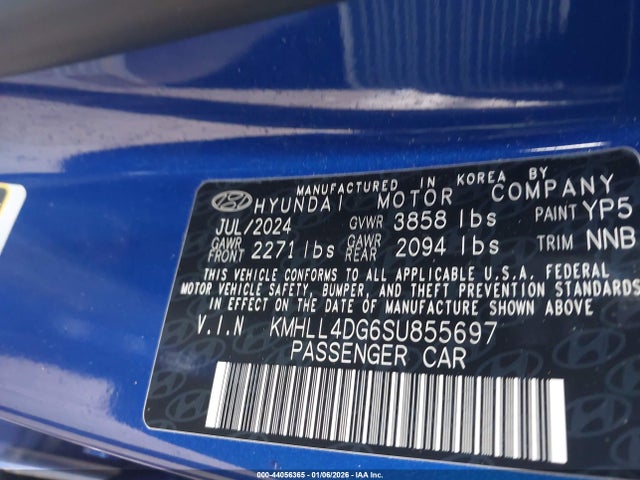 MANUFACTURED IN KOREA BY
HYUNDAI MOTOR COMPANY
JUL/2024 GVWR 3858 lbs PAINT YP5
GAWR FRONT 2271 lbs GAWR REAR 2094 lbs TRIM NNB
THIS VEHICLE CONFORMS TO ALL APPLICABLE U.S.A. FEDERAL
MOTOR VEHICLE SAFETY, BUMPER, AND THEFT PREVENTION STANDARDS
IN EFFECT ON THE DATE OF MANUFACTURE SHOWN ABOVE.
V.I.N KMHLL4DG6SU855697
PASSENGER CAR
000-44056365 - 01/06/2026 - IAA Inc.